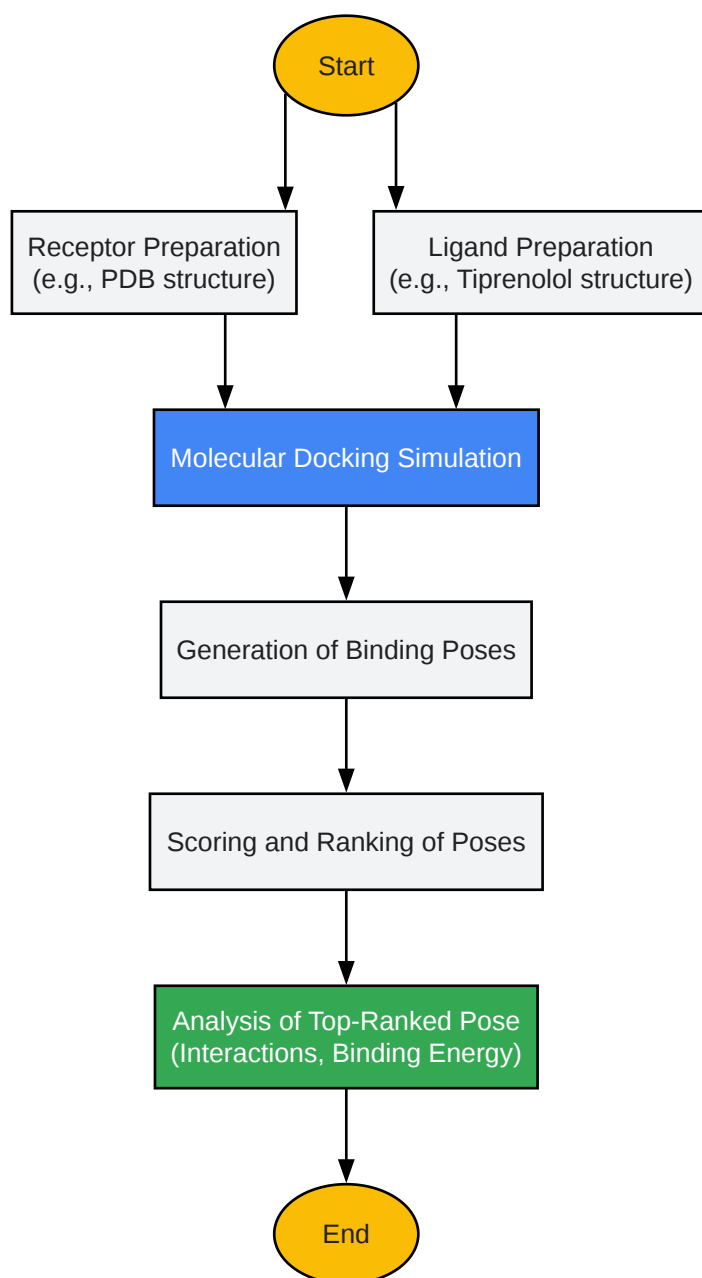 Start
Receptor Preparation
(e.g., PDB structure)
Ligand Preparation
(e.g., Tiprenolol structure)
Molecular Docking Simulation
Generation of Binding Poses
Scoring and Ranking of Poses
Analysis of Top-Ranked Pose
(Interactions, Binding Energy)
End